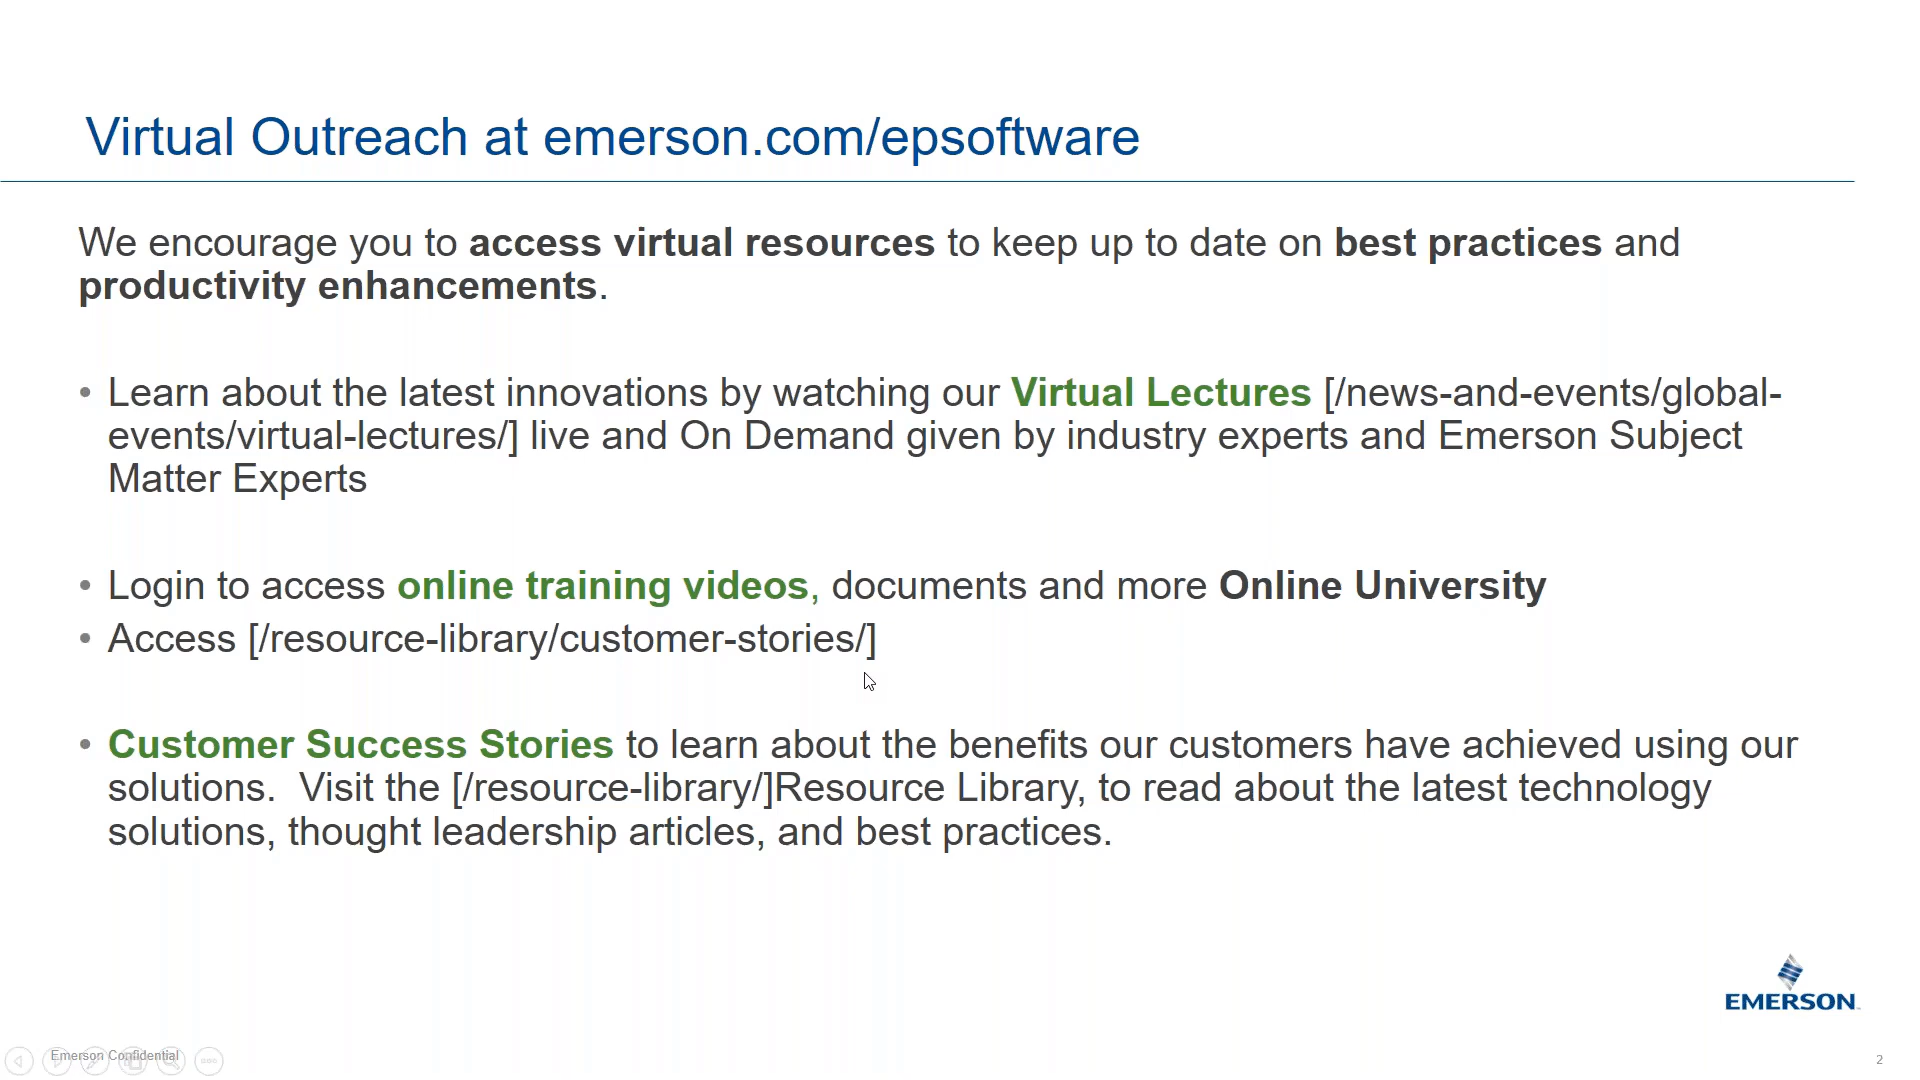 Virtual Outreach at emerson.com/epsoftware
We encourage you to access virtual resources to keep up to date on best practices and
productivity enhancements.
• Learn about the latest innovations by watching our Virtual Lectures [/news-and-events/global-
events/virtual-lectures/] live and On Demand given by industry experts and Emerson Subject
Matter Experts
• Login to access online training videos, documents and more Online University
• Access [/resource-library/customer-stories/]
• Customer Success Stories to learn about the benefits our customers have achieved using our
solutions.  Visit the [/resource-library/]Resource Library, to read about the latest technology
solutions, thought leadership articles, and best practices.
EMERSON
Emerson Confidential
2